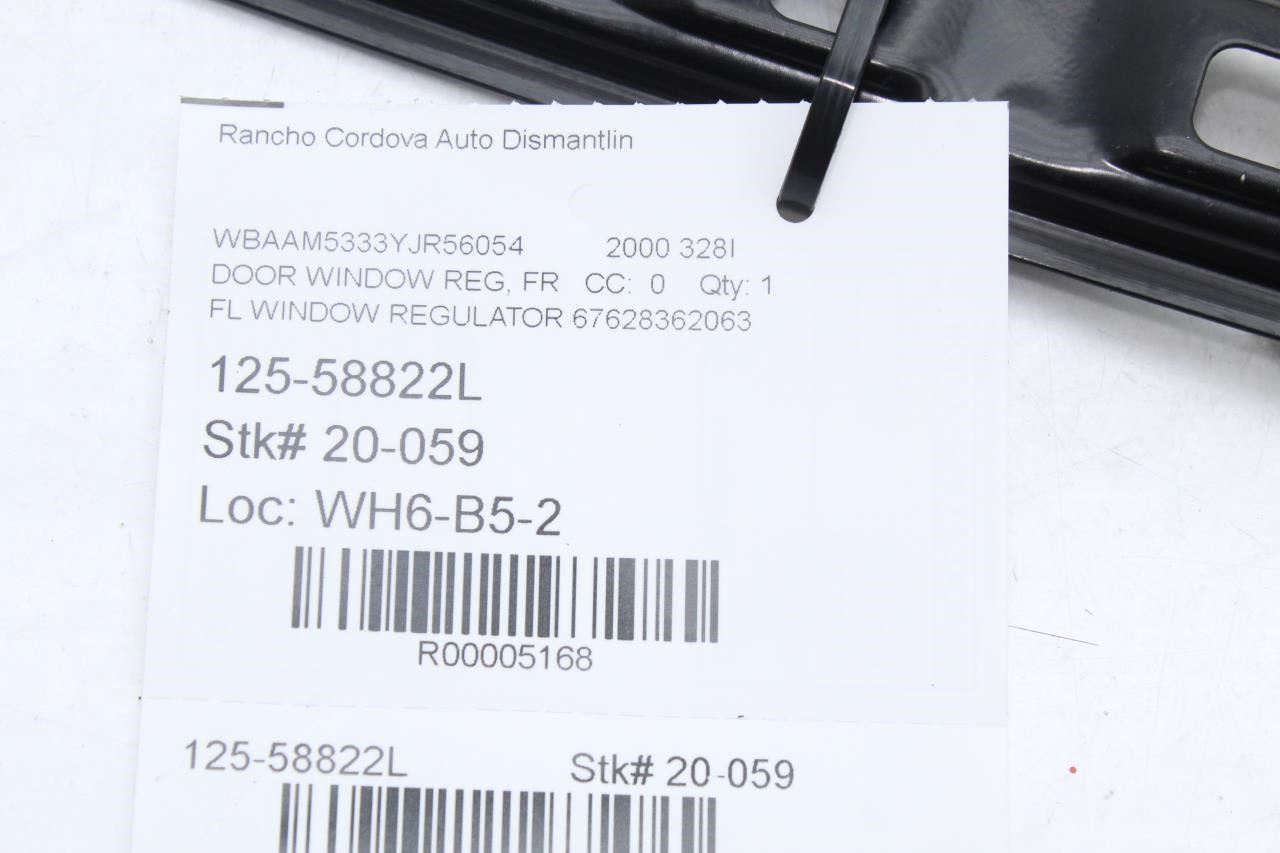 Rancho Cordova Auto Dismantlin
WBAAM5333YJR56054 2000 328I
DOOR WINDOW REG, FR CC: 0 Qty: 1
FL WINDOW REGULATOR 67628362063
125-58822L
Stk# 20-059
Loc: WH6-B5-2
R00005168
125-58822L Stk# 20-059